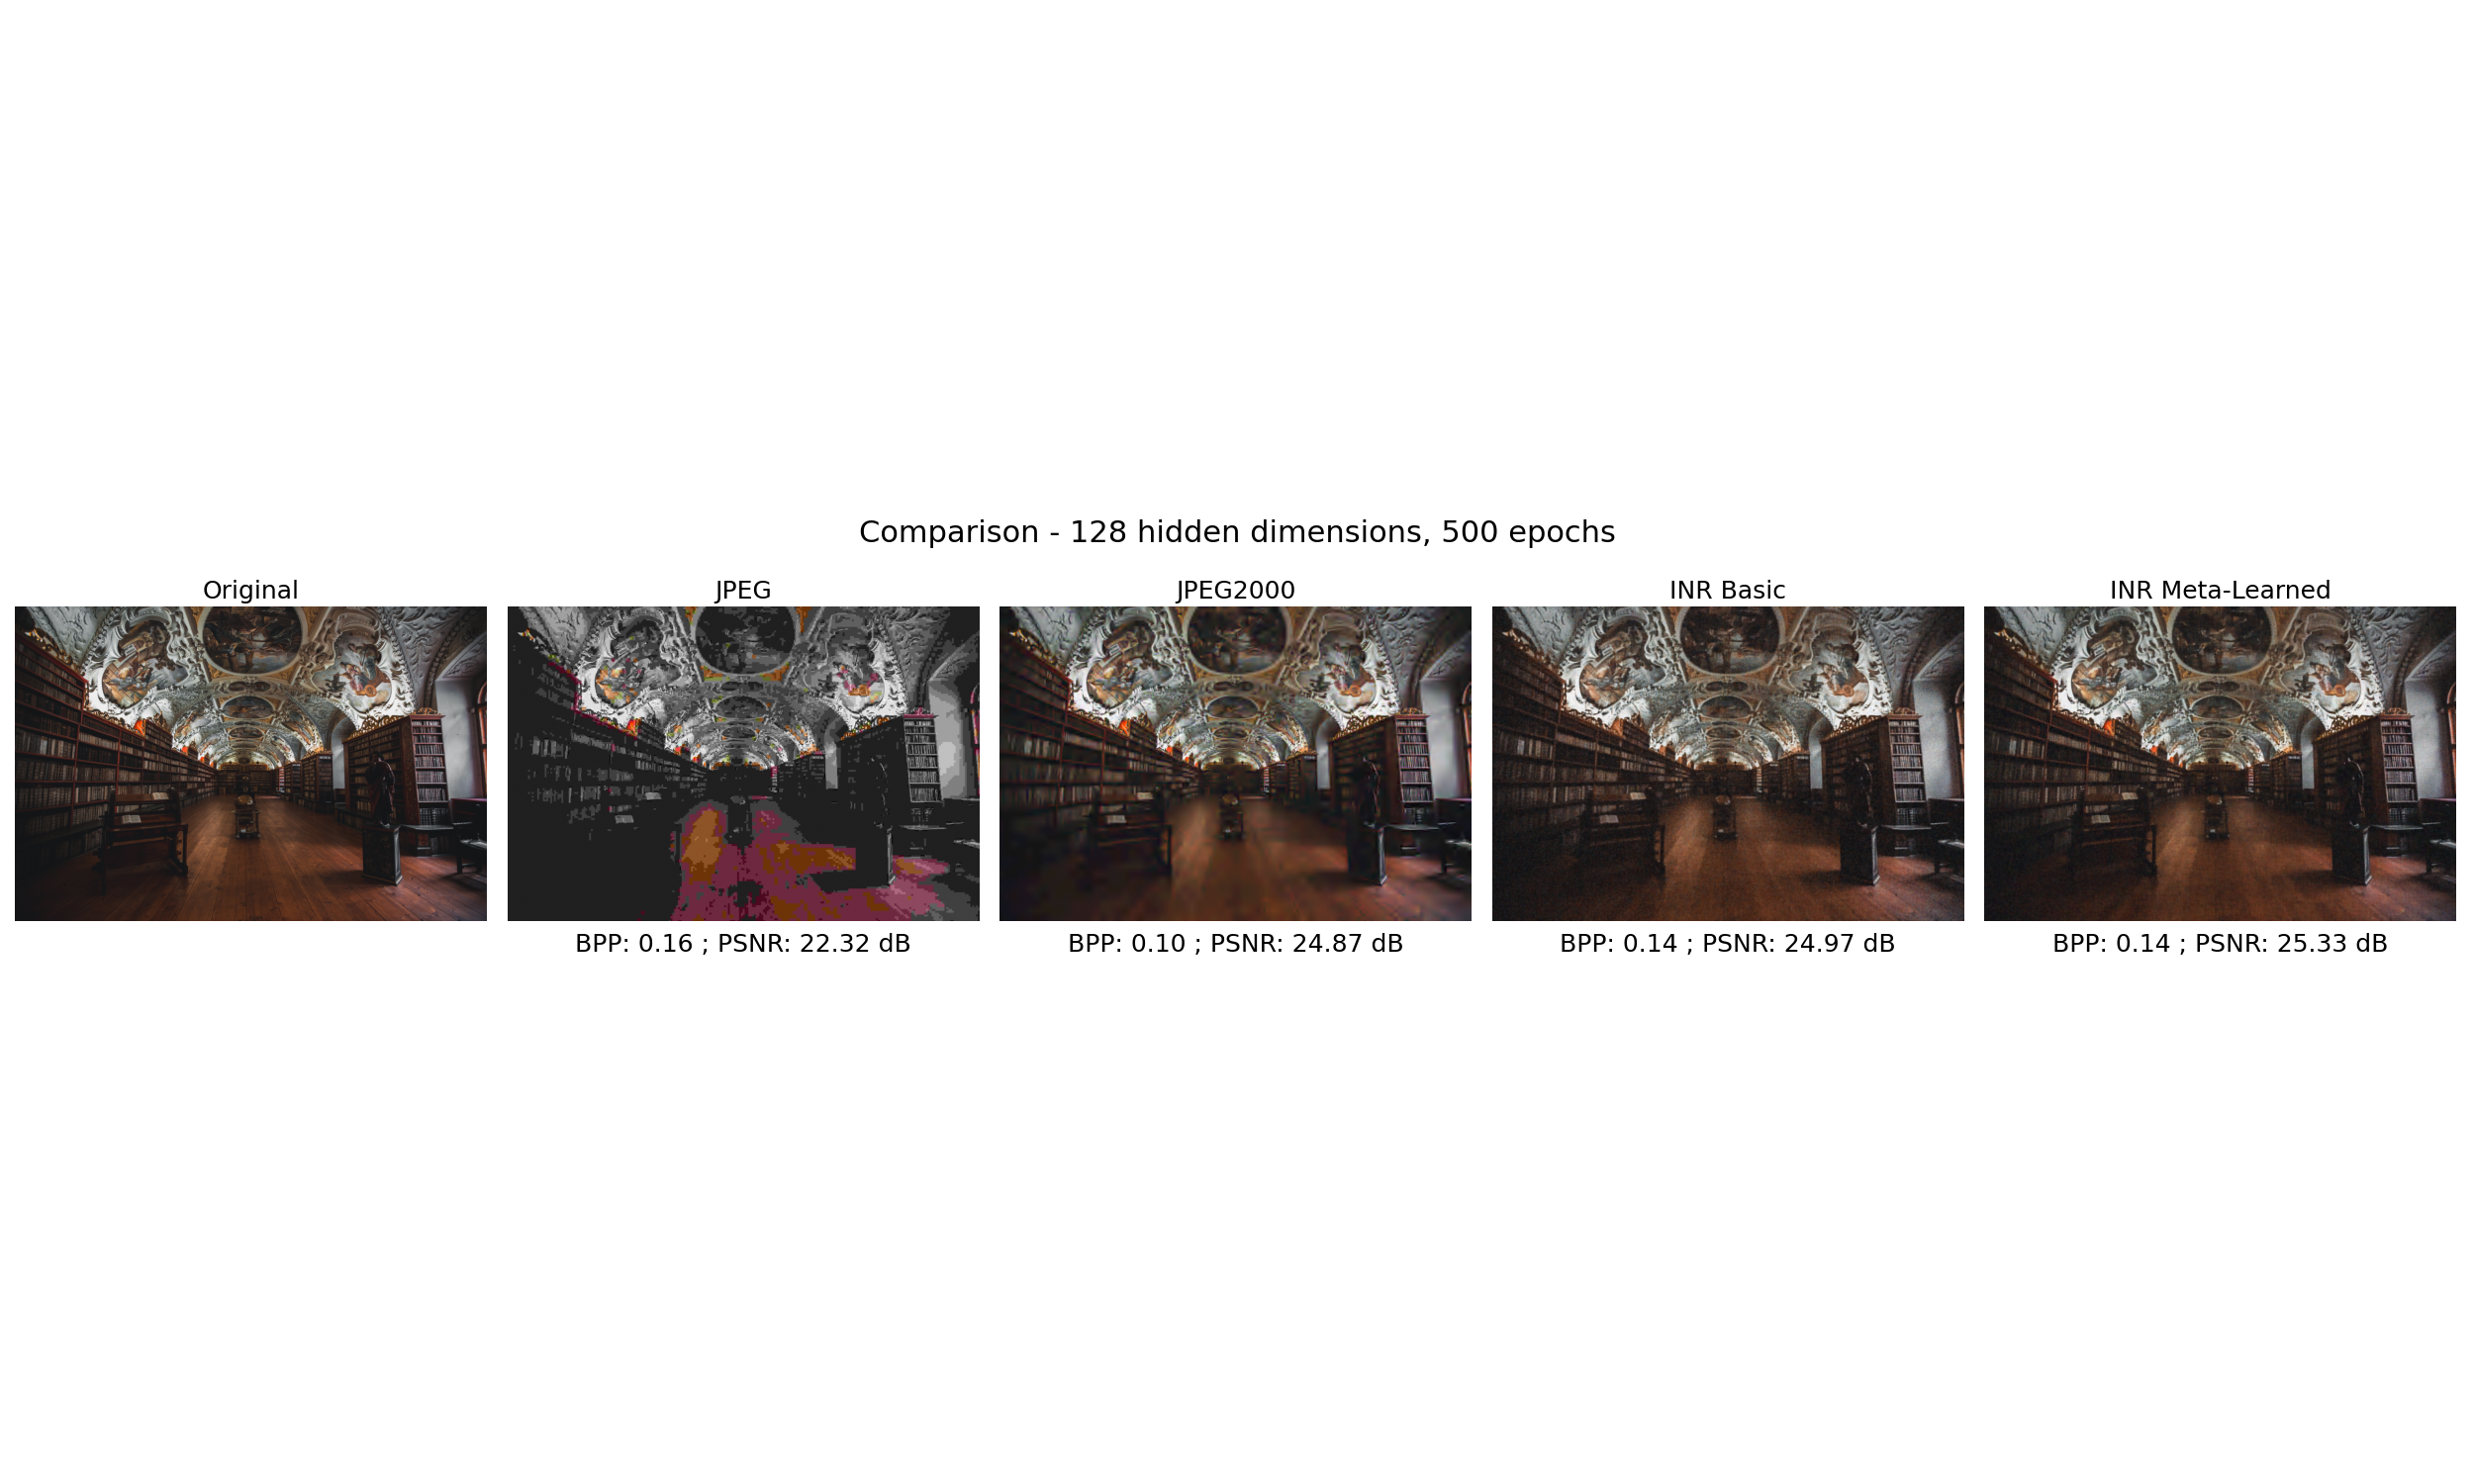 Comparison - 128 hidden dimensions, 500 epochs
Original
JPEG
JPEG2000
INR Basic
INR Meta-Learned
BPP: 0.16 ; PSNR: 22.32 dB
BPP: 0.10 ; PSNR: 24.87 dB
BPP: 0.14 ; PSNR: 24.97 dB
BPP: 0.14 ; PSNR: 25.33 dB